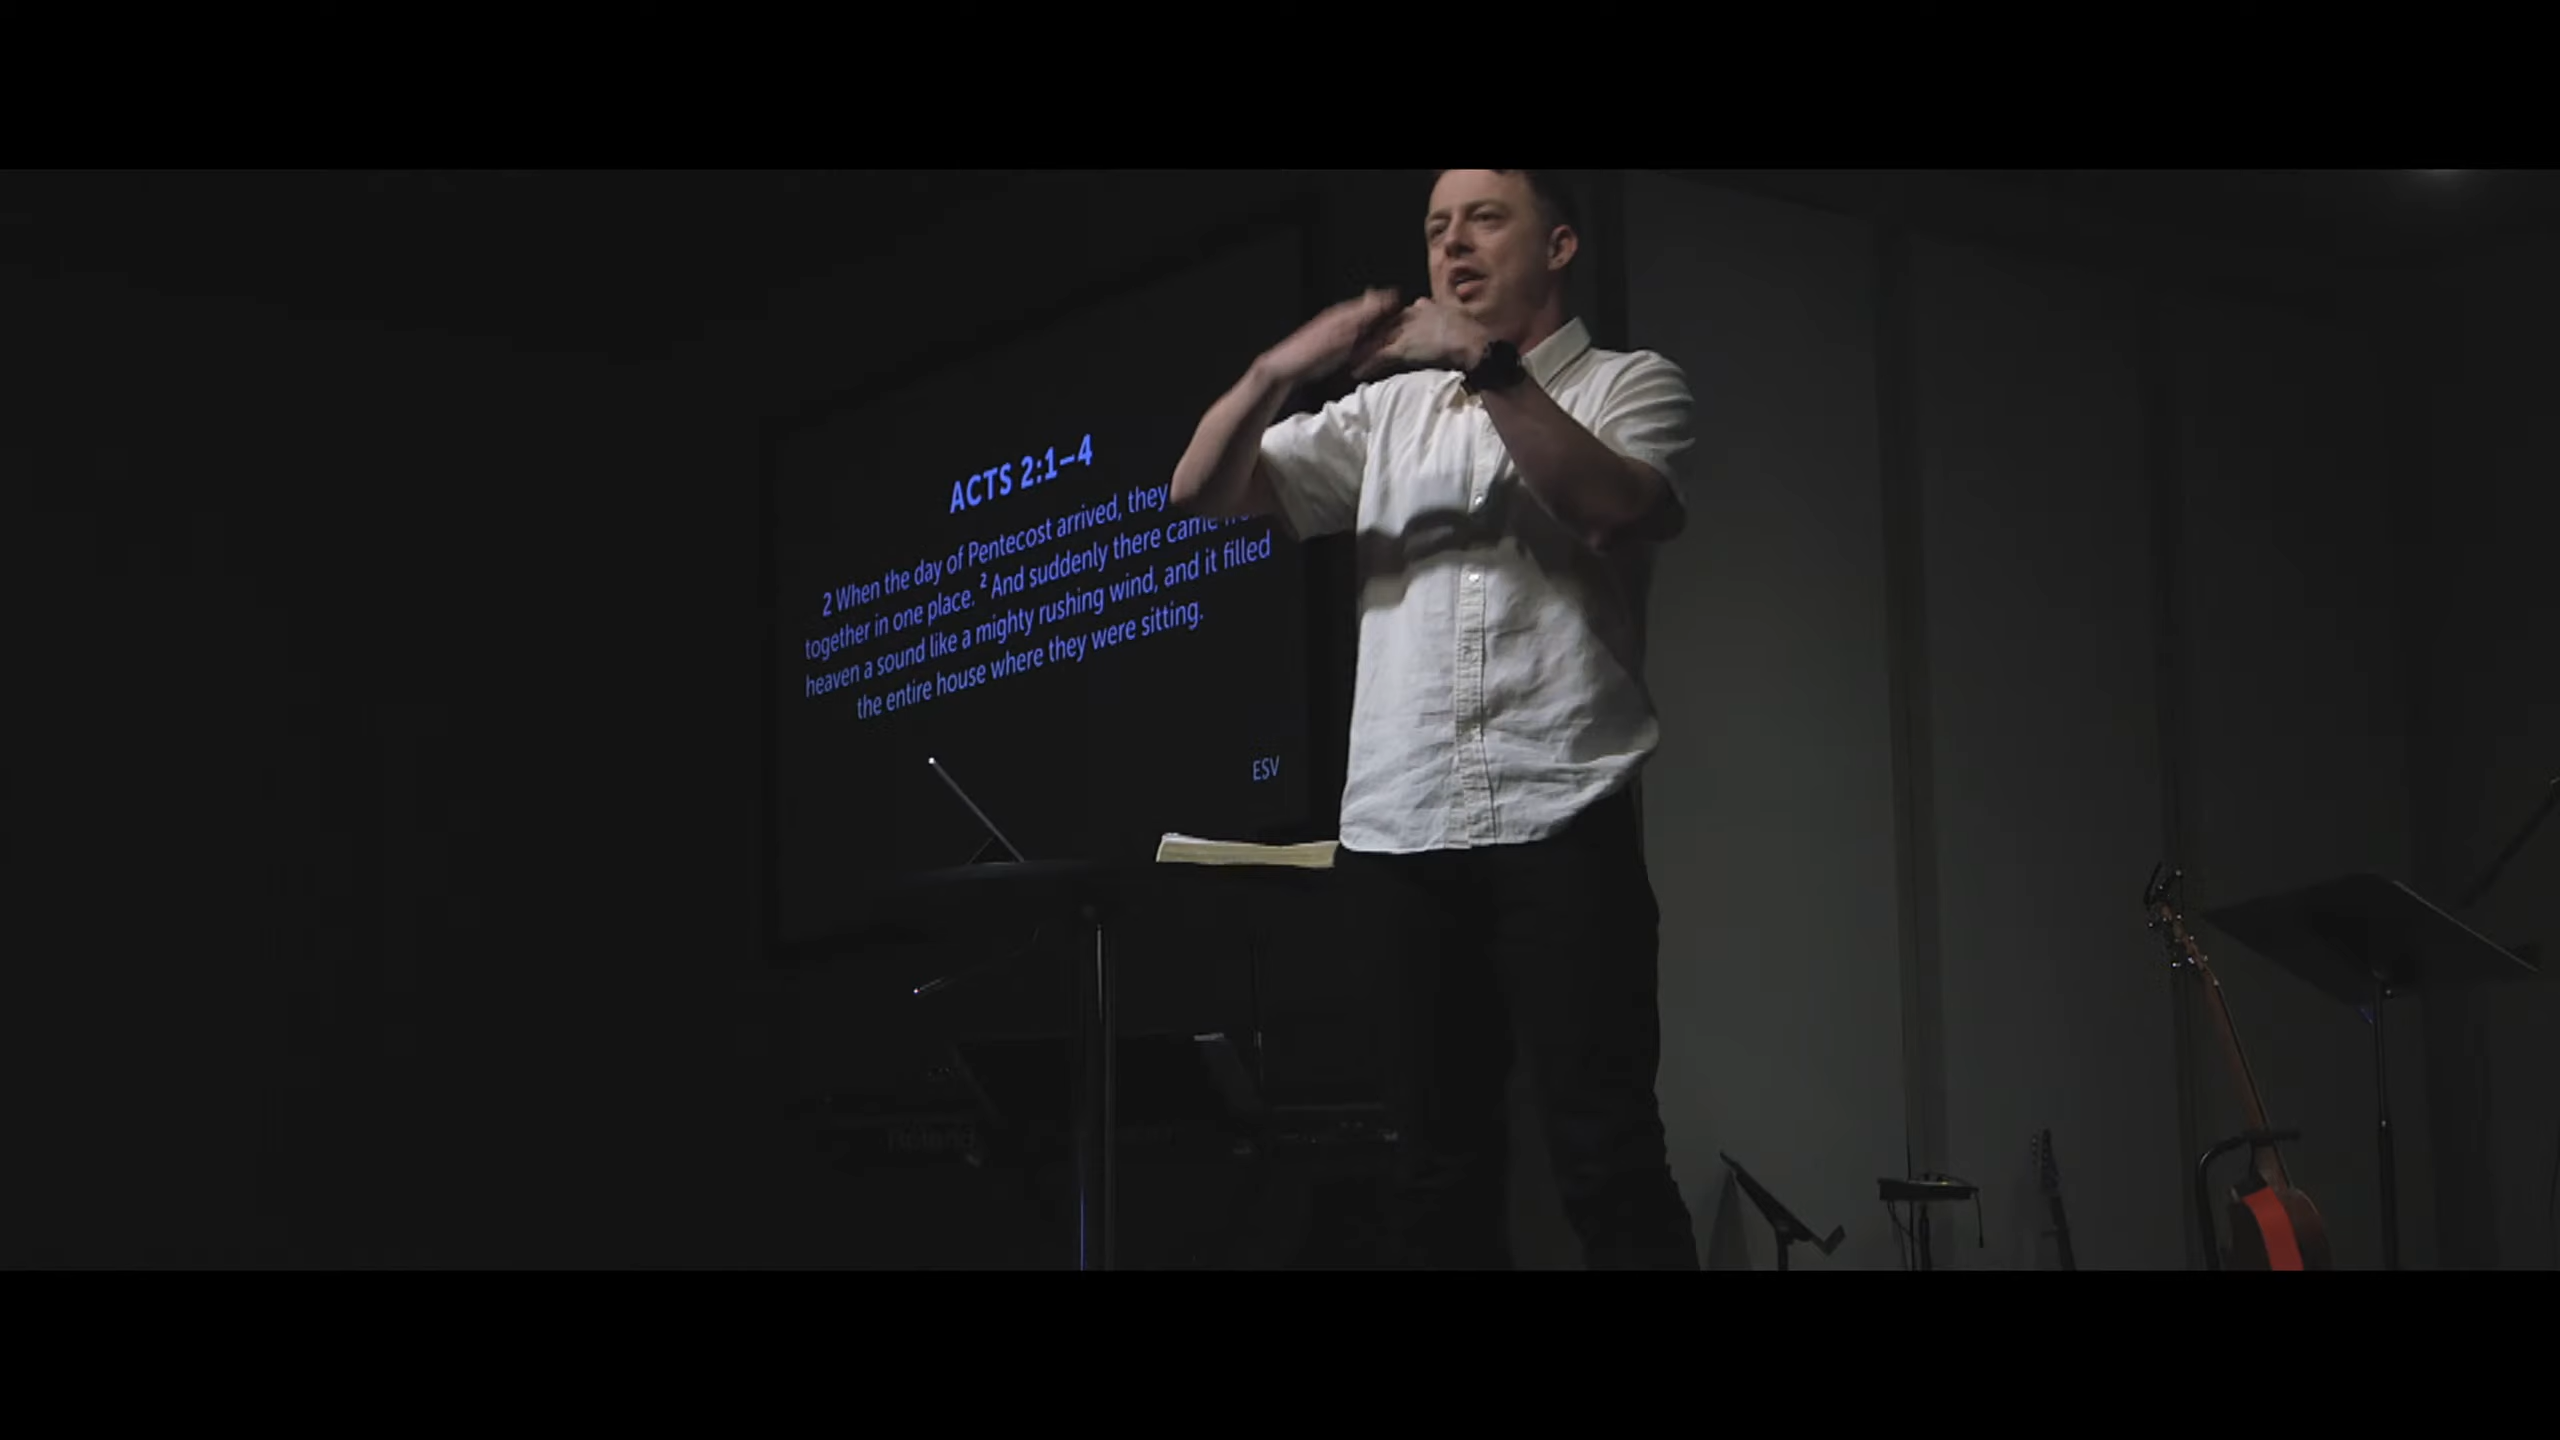 ACTS 2:1–4
2 When the day of Pentecost arrived, they
together in one place. ² And suddenly there came
heaven a sound like a mighty rushing wind, and it filled
the entire house where they were sitting.
ESV
Roland